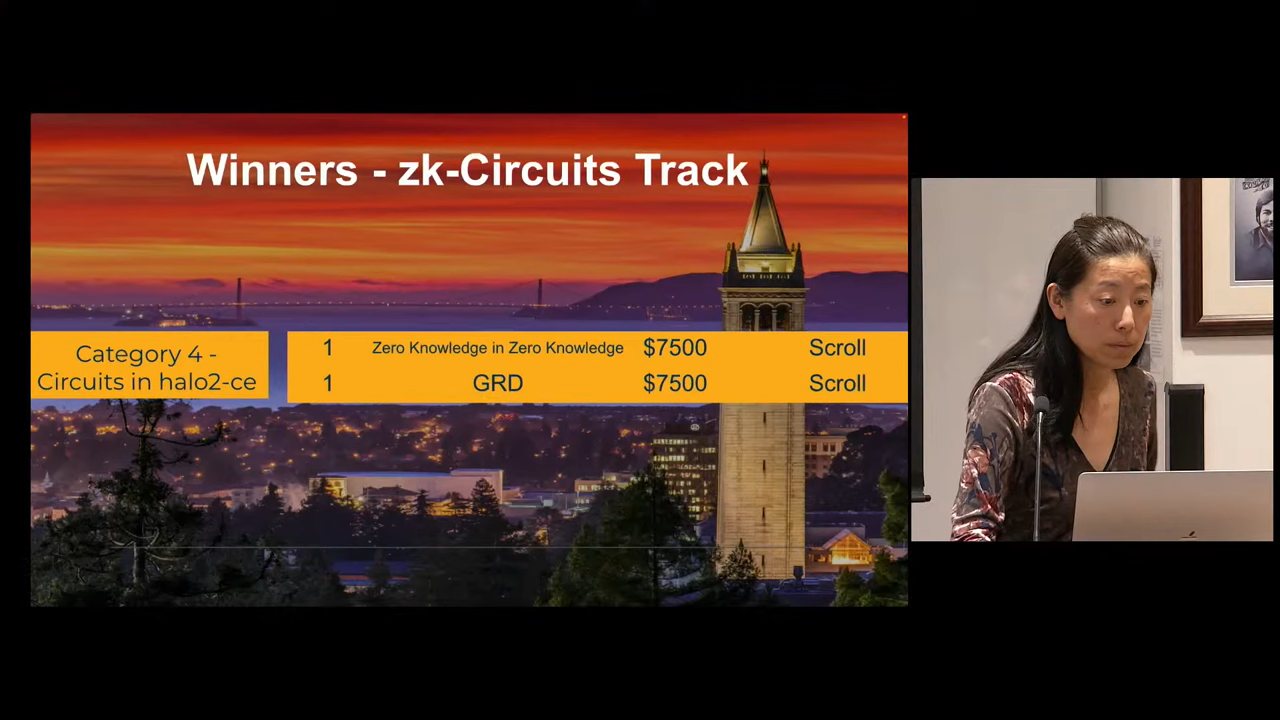 Winners - zk-Circuits Track
Category 4 -
Circuits in halo2-ce
1 Zero Knowledge in Zero Knowledge $7500 Scroll
1 GRD $7500 Scroll